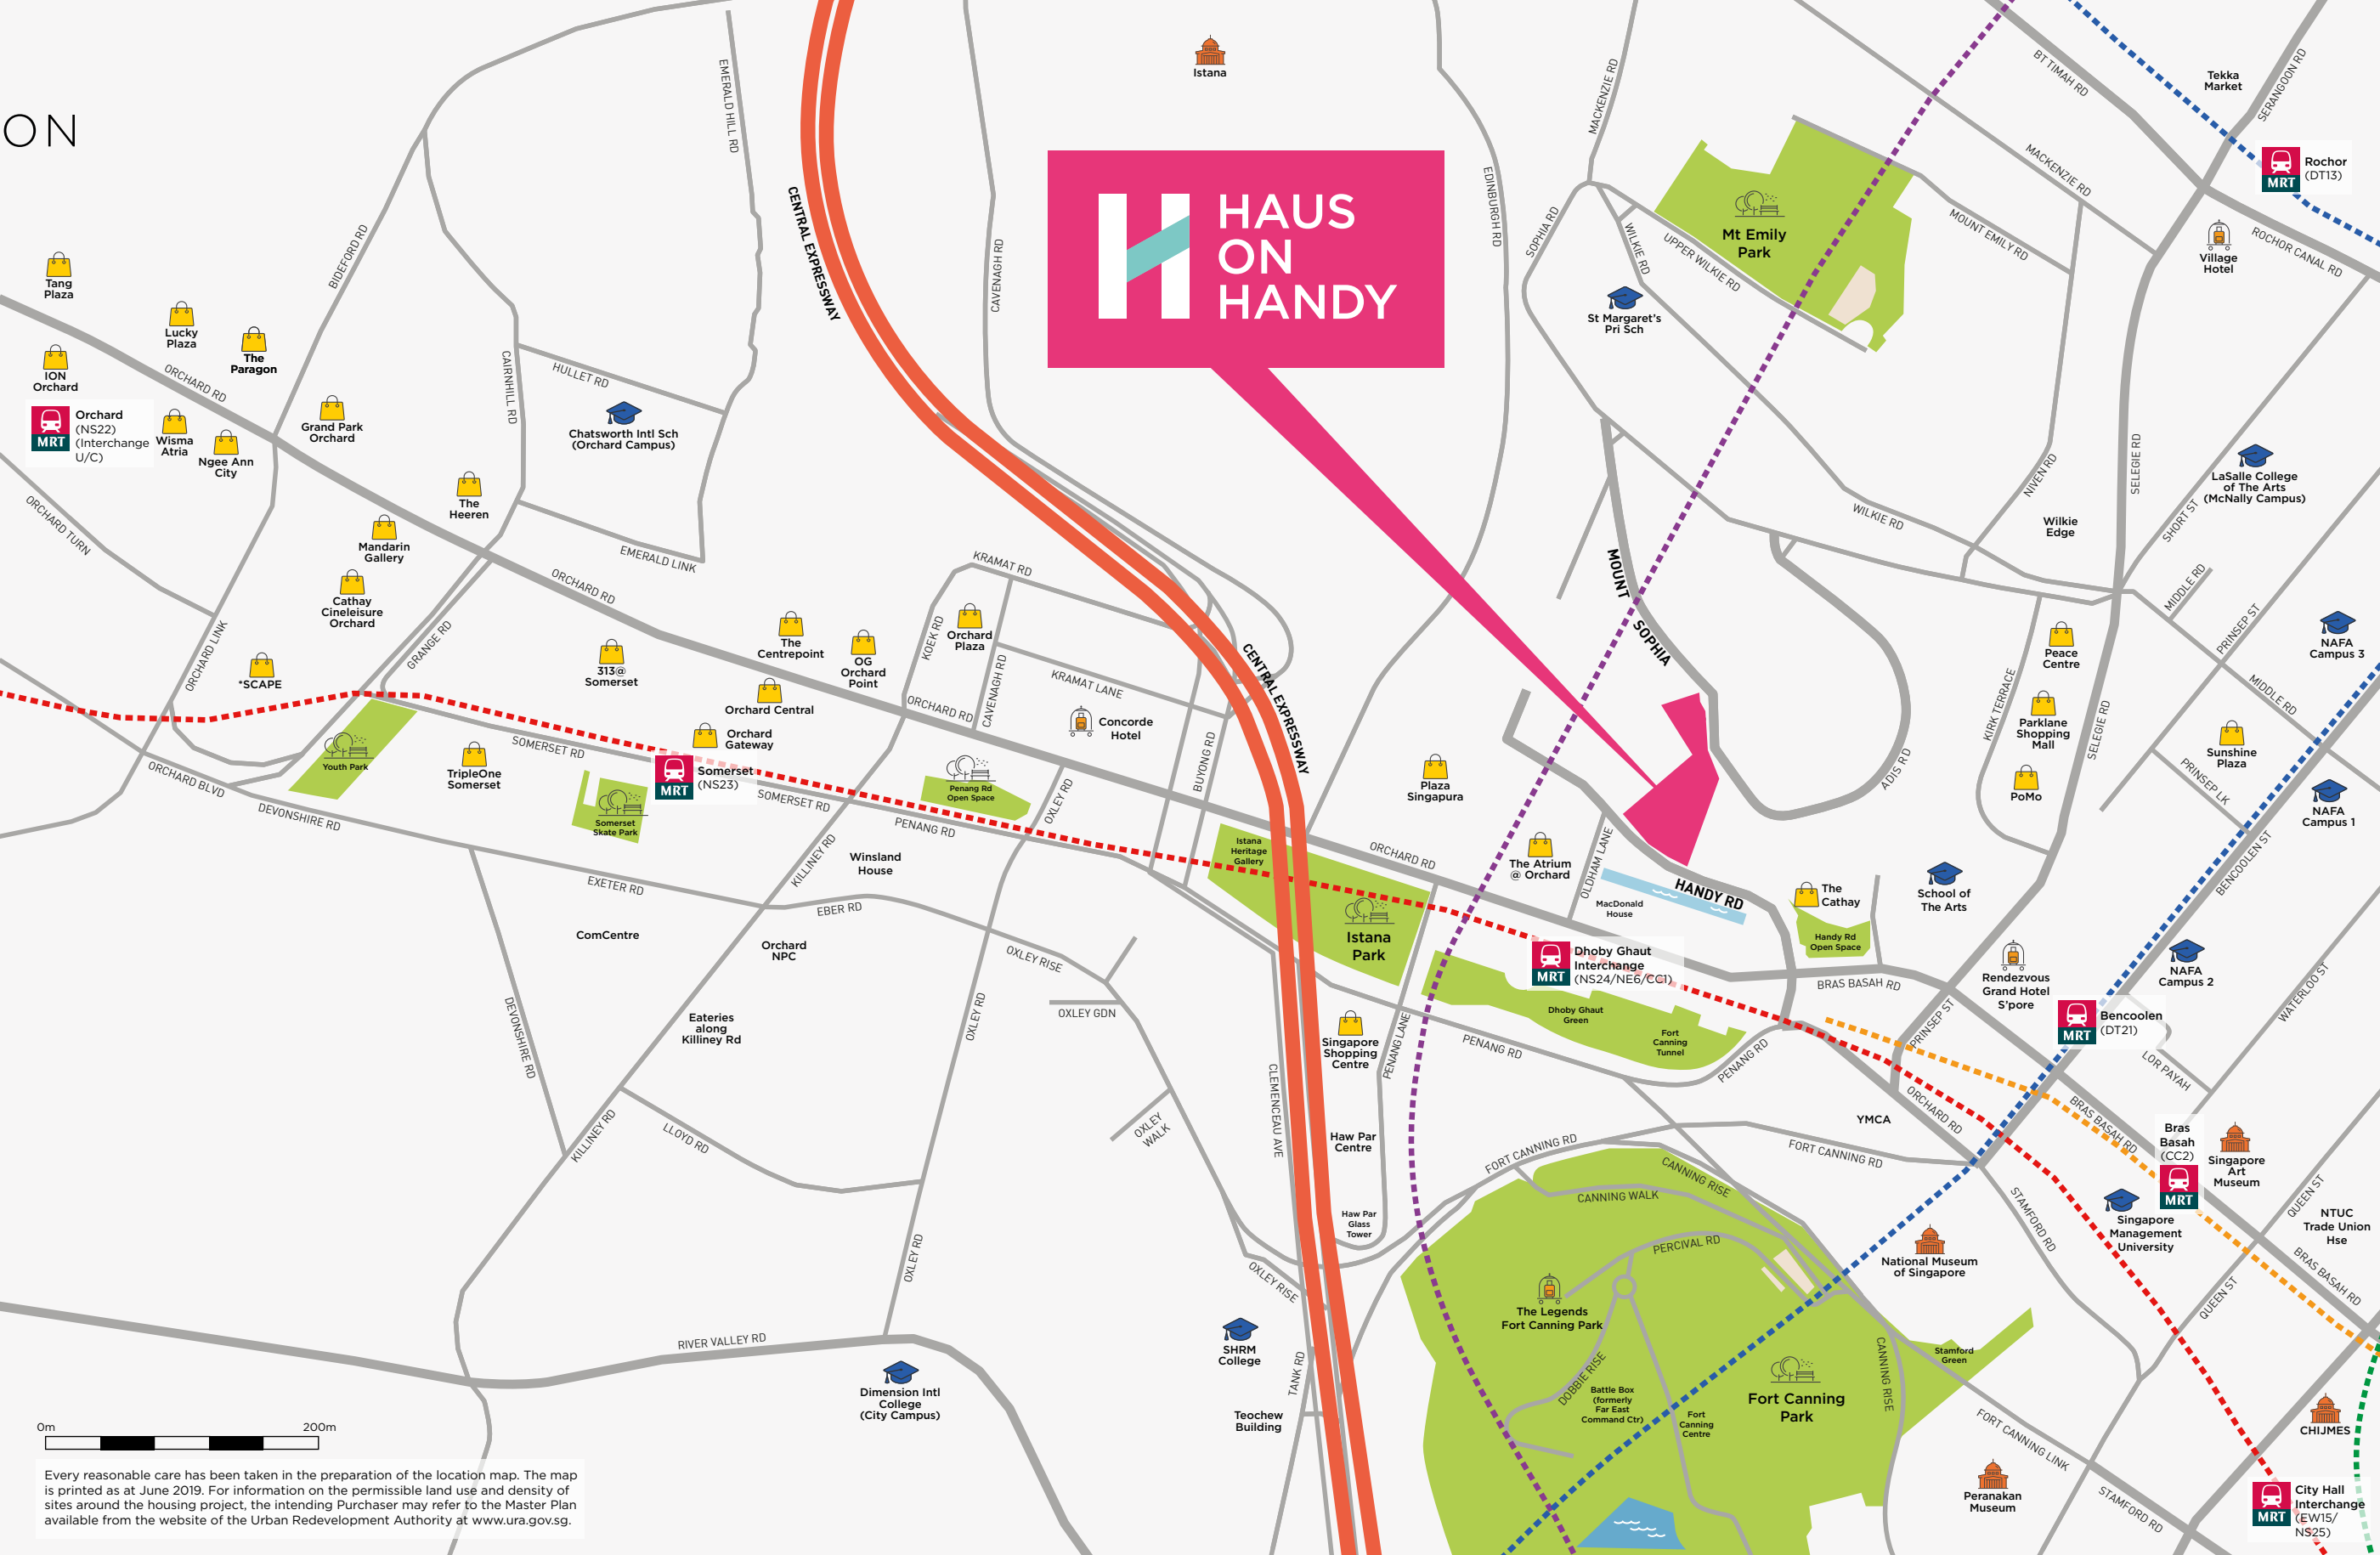 ON
Istana
HAUS
ON
HANDY
EMERALD HILL RD
CENTRAL EXPRESSWAY
CAVENAGH RD
EDINBURGH RD
MACKENZIE RD
SOPHIA RD
WILKIE RD
UPPER WILKIE RD
Mt Emily
Park
MOUNT EMILY RD
MACKENZIE RD
BT TIMAH RD
Tekka
Market
SERANGOON RD
Rochor
(DT13)
MRT
ROCHOR CANAL RD
Village
Hotel
St Margaret's
Pri Sch
BIDEFORD RD
Tang
Plaza
Lucky
Plaza
The
Paragon
ION
Orchard
ORCHARD RD
Orchard
(NS22)
(Interchange
U/C)
MRT
Wisma
Atria
Ngee Ann
City
Grand Park
Orchard
CAIRNHILL RD
HULLET RD
Chatsworth Intl Sch
(Orchard Campus)
The
Heeren
Mandarin
Gallery
EMERALD LINK
ORCHARD TURN
Cathay
Cineleisure
Orchard
ORCHARD LINK
GRANGE RD
*SCAPE
ORCHARD RD
313@
Somerset
The
Centrepoint
OG
Orchard
Point
Orchard Central
Orchard
Gateway
KRAMAT RD
KOEK RD
Orchard
Plaza
CAVENAGH RD
KRAMAT LANE
ORCHARD RD
Concorde
Hotel
BUYONG RD
CENTRAL EXPRESSWAY
MOUNT
SOPHIA
WILKIE RD
NIVEN RD
SELEGIE RD
Wilkie
Edge
LaSalle College
of The Arts
(McNally Campus)
SHORT ST
MIDDLE RD
PRINSEP ST
NAFA
Campus 3
MIDDLE RD
Peace
Centre
KIRK TERRACE
Parklane
Shopping
Mall
SELEGIE RD
PoMo
Sunshine
Plaza
PRINSEP LK
NAFA
Campus 1
BENCOOLEN ST
ADIS RD
Youth Park
TripleOne
Somerset
SOMERSET RD
Somerset
(NS23)
MRT
Somerset
Skate Park
SOMERSET RD
PENANG RD
Penang Rd
Open Space
OXLEY RD
ORCHARD BLVD
DEVONSHIRE RD
EXETER RD
KILLINEY RD
Winsland
House
EBER RD
ComCentre
Orchard
NPC
OXLEY RISE
Istana
Heritage
Gallery
Istana
Park
ORCHARD RD
Plaza
Singapura
The Atrium
@ Orchard
OLDHAM LANE
MacDonald
House
HANDY RD
The
Cathay
Handy Rd
Open Space
School of
The Arts
Dhoby Ghaut
Interchange
(NS24/NE6/CC1)
MRT
BRAS BASAH RD
Rendezvous
Grand Hotel
S'pore
NAFA
Campus 2
WATERLOO ST
Dhoby Ghaut
Green
Fort
Canning
Tunnel
PENANG RD
PENANG RD
PENANG LANE
Singapore
Shopping
Centre
PRINSEP ST
Bencoolen
(DT21)
MRT
LOR PAYAH
DEVONSHIRE RD
Eateries
along
Killiney Rd
OXLEY RD
OXLEY GDN
OXLEY
WALK
CLEMENCEAU AVE
Haw Par
Centre
KILLINEY RD
LLOYD RD
ORCHARD RD
YMCA
BRAS BASAH RD
Bras
Basah
(CC2)
MRT
Singapore
Art
Museum
FORT CANNING RD
FORT CANNING RD
CANNING RISE
CANNING WALK
Haw Par
Glass
Tower
PERCIVAL RD
STAMFORD RD
Singapore
Management
University
QUEEN ST
NTUC
Trade Union
Hse
BRAS BASAH RD
National Museum
of Singapore
QUEEN ST
OXLEY RD
OXLEY RISE
The Legends
Fort Canning Park
RIVER VALLEY RD
SHRM
College
TANK RD
DOBBIE RISE
Battle Box
(formerly
Far East
Command Ctr)
Fort
Canning
Centre
Fort Canning
Park
CANNING RISE
Stamford
Green
Dimension Intl
College
(City Campus)
Teochew
Building
FORT CANNING LINK
CHIJMES
Peranakan
Museum
STAMFORD RD
City Hall
Interchange
(EW15/
NS25)
MRT
0m 200m
Every reasonable care has been taken in the preparation of the location map. The map
is printed as at June 2019. For information on the permissible land use and density of
sites around the housing project, the intending Purchaser may refer to the Master Plan
available from the website of the Urban Redevelopment Authority at www.ura.gov.sg.